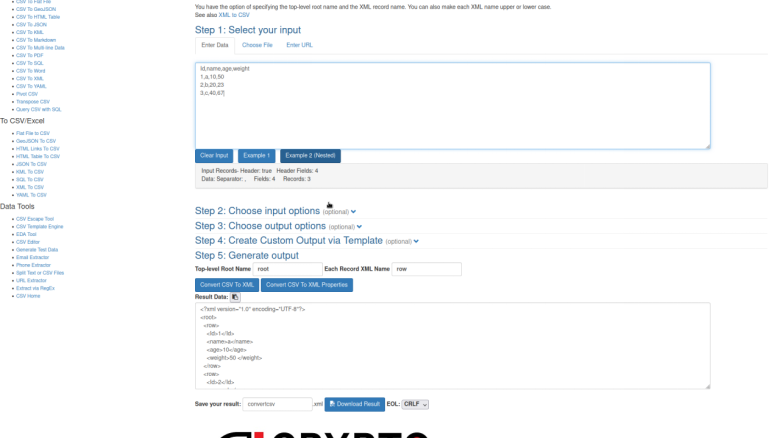 CSV To Flat File
CSV To GeoJSON
CSV To HTML Table
CSV To JSON
CSV To KML
CSV To Markdown
CSV To Multi-line Data
CSV To PDF
CSV To SQL
CSV To Word
CSV To XML
CSV To YAML
Pivot CSV
Transpose CSV
Query CSV with SQL
To CSV/Excel
Flat File to CSV
GeoJSON To CSV
HTML Links To CSV
HTML Table To CSV
JSON To CSV
KML To CSV
SQL To CSV
XML To CSV
YAML To CSV
Data Tools
CSV Escape Tool
CSV Template Engine
EDA Tool
CSV Editor
Generate Test Data
Email Extractor
Phone Extractor
Split Text or CSV Files
URL Extractor
Extract via RegEx
CSV Home
You have the option of specifying the top-level root name and the XML record name. You can also make each XML name upper or lower case.
See also XML to CSV
Step 1: Select your input
Enter Data Choose File Enter URL
Id,name,age,weight
1,a,10,50
2,b,20,23
3,c,40,67
Clear Input Example 1 Example 2 (Nested)
Input Records- Header: true Header Fields: 4
Data: Separator: , Fields: 4 Records: 3
Step 2: Choose input options (optional)
Step 3: Choose output options (optional)
Step 4: Create Custom Output via Template (optional)
Step 5: Generate output
Top-level Root Name root Each Record XML Name row
Convert CSV To XML Convert CSV To XML Properties
Result Data:
<?xml version="1.0" encoding="UTF-8"?>
<root>
<row>
<Id>1</Id>
<name>a</name>
<age>10</age>
<weight>50 </weight>
</row>
<row>
<Id>2</Id>
Save your result: convertcsv .xml Download Result EOL: CRLF